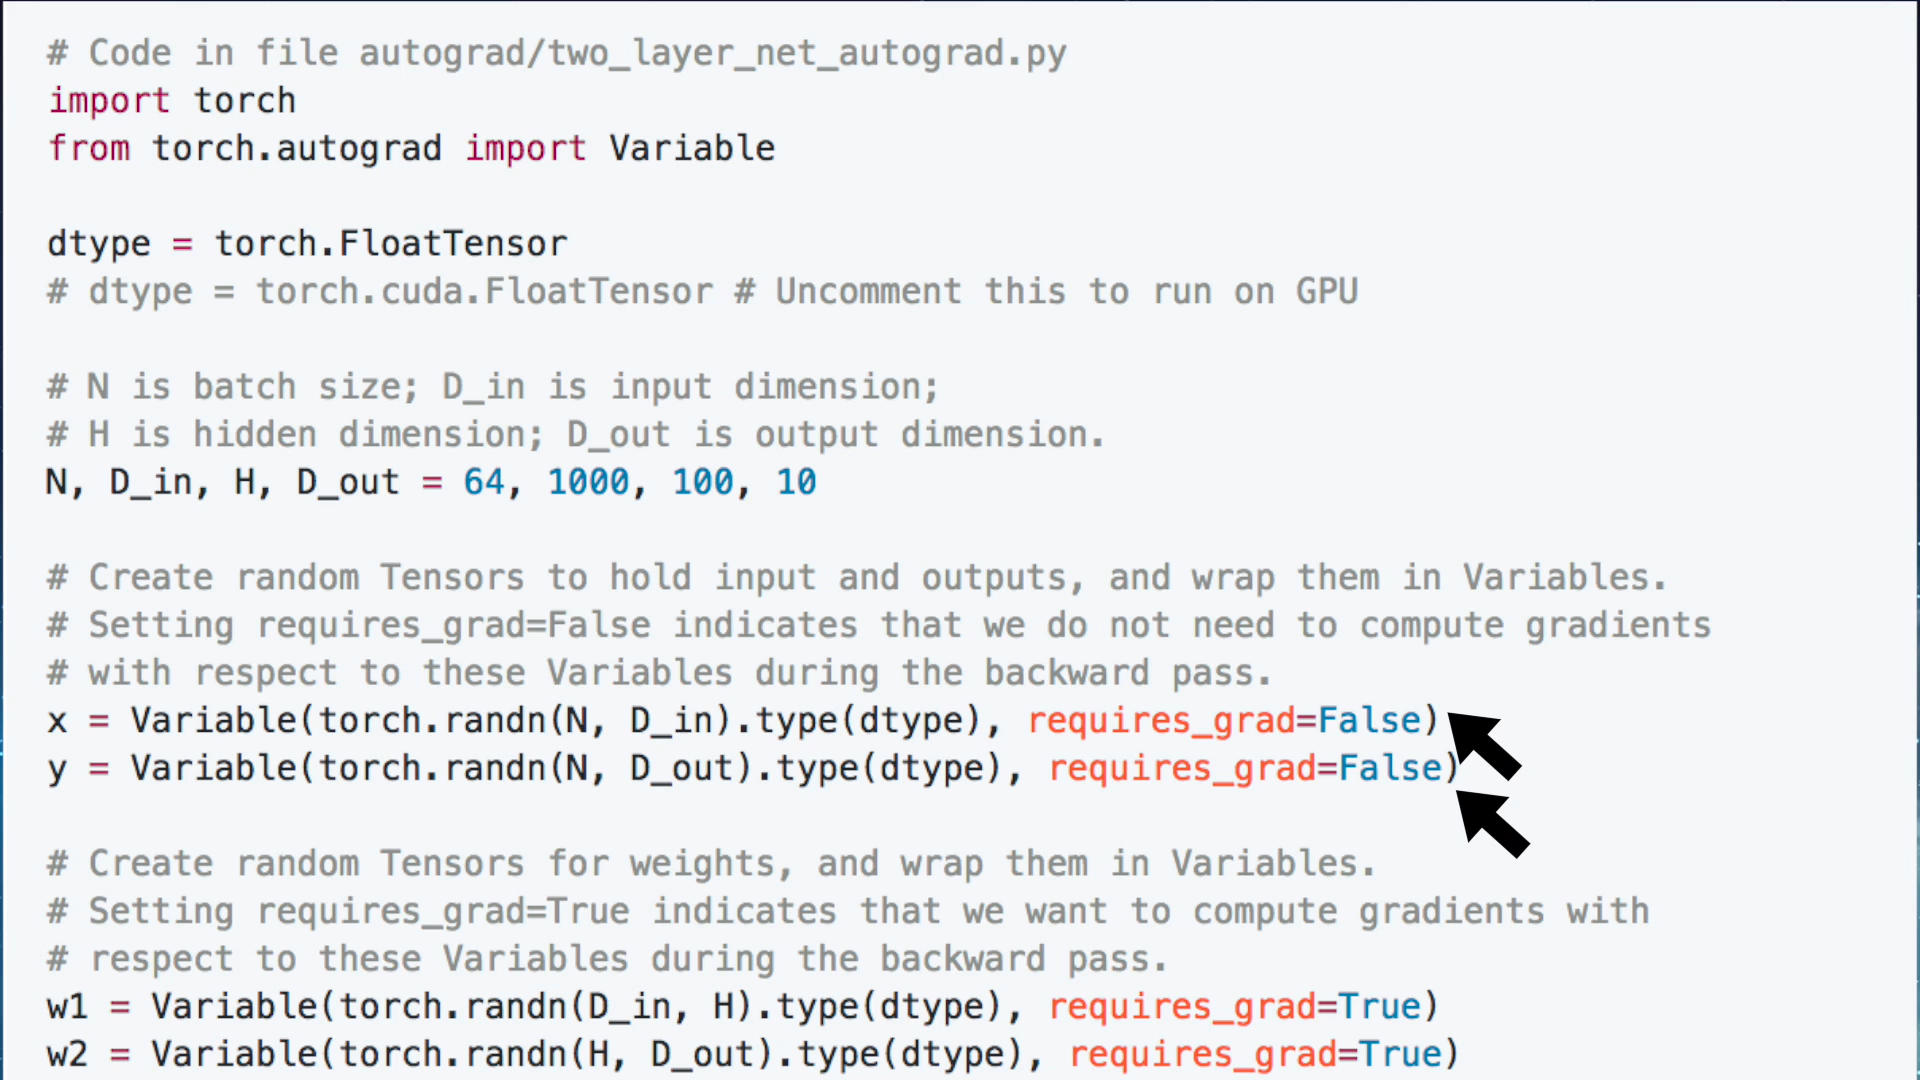 # Code in file autograd/two_layer_net_autograd.py
import torch
from torch.autograd import Variable
dtype = torch.FloatTensor
# dtype = torch.cuda.FloatTensor # Uncomment this to run on GPU
# N is batch size; D_in is input dimension;
# H is hidden dimension; D_out is output dimension.
N, D_in, H, D_out = 64, 1000, 100, 10
# Create random Tensors to hold input and outputs, and wrap them in Variables.
# Setting requires_grad=False indicates that we do not need to compute gradients
# with respect to these Variables during the backward pass.
x = Variable(torch.randn(N, D_in).type(dtype), requires_grad=False)
y = Variable(torch.randn(N, D_out).type(dtype), requires_grad=False)
# Create random Tensors for weights, and wrap them in Variables.
# Setting requires_grad=True indicates that we want to compute gradients with
# respect to these Variables during the backward pass.
w1 = Variable(torch.randn(D_in, H).type(dtype), requires_grad=True)
w2 = Variable(torch.randn(H, D_out).type(dtype), requires_grad=True)